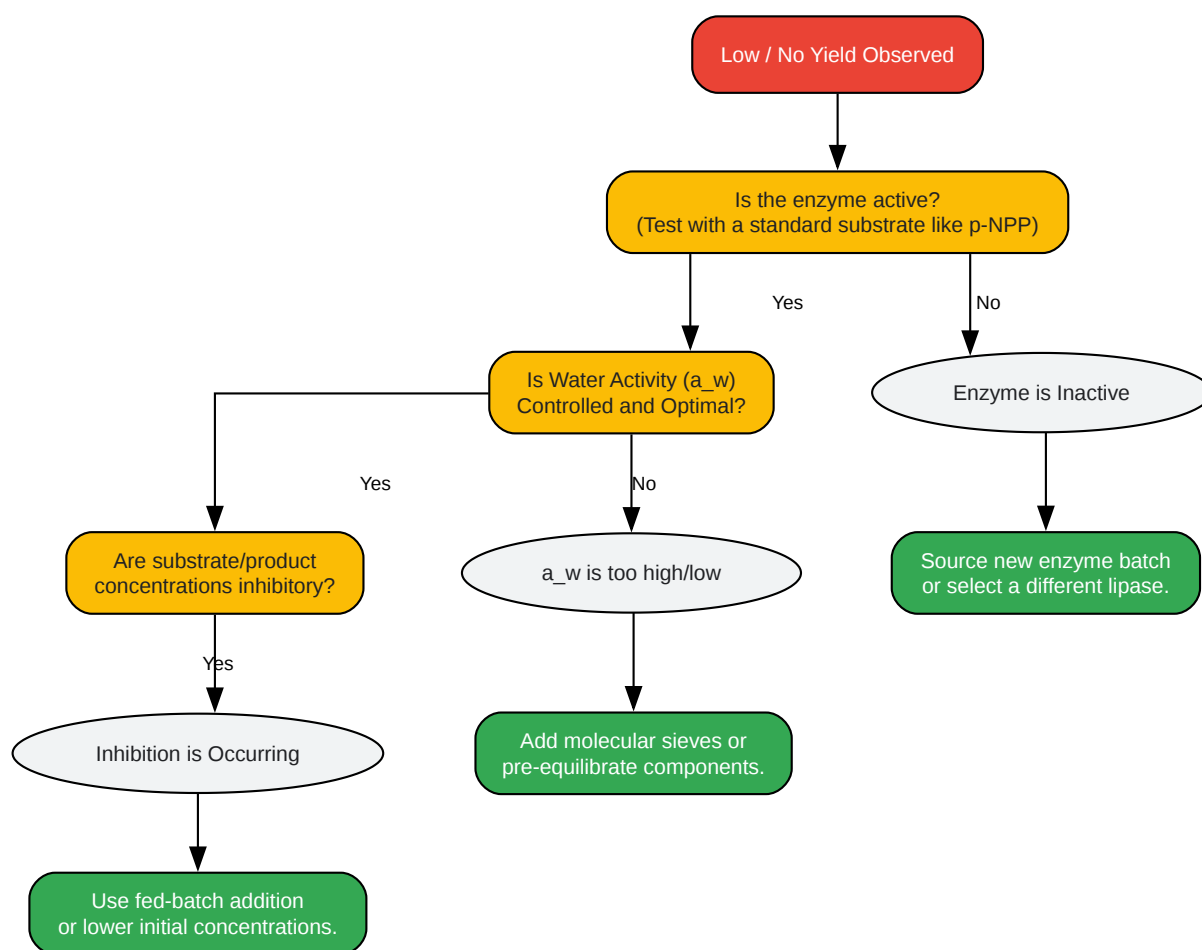 Low / No Yield Observed
Is the enzyme active?
(Test with a standard substrate like p-NPP)
Yes
No
Is Water Activity (a_w)
Controlled and Optimal?
Enzyme is Inactive
Yes
No
Are substrate/product
concentrations inhibitory?
a_w is too high/low
Source new enzyme batch
or select a different lipase.
Yes
Inhibition is Occurring
Add molecular sieves or
pre-equilibrate components.
Use fed-batch addition
or lower initial concentrations.